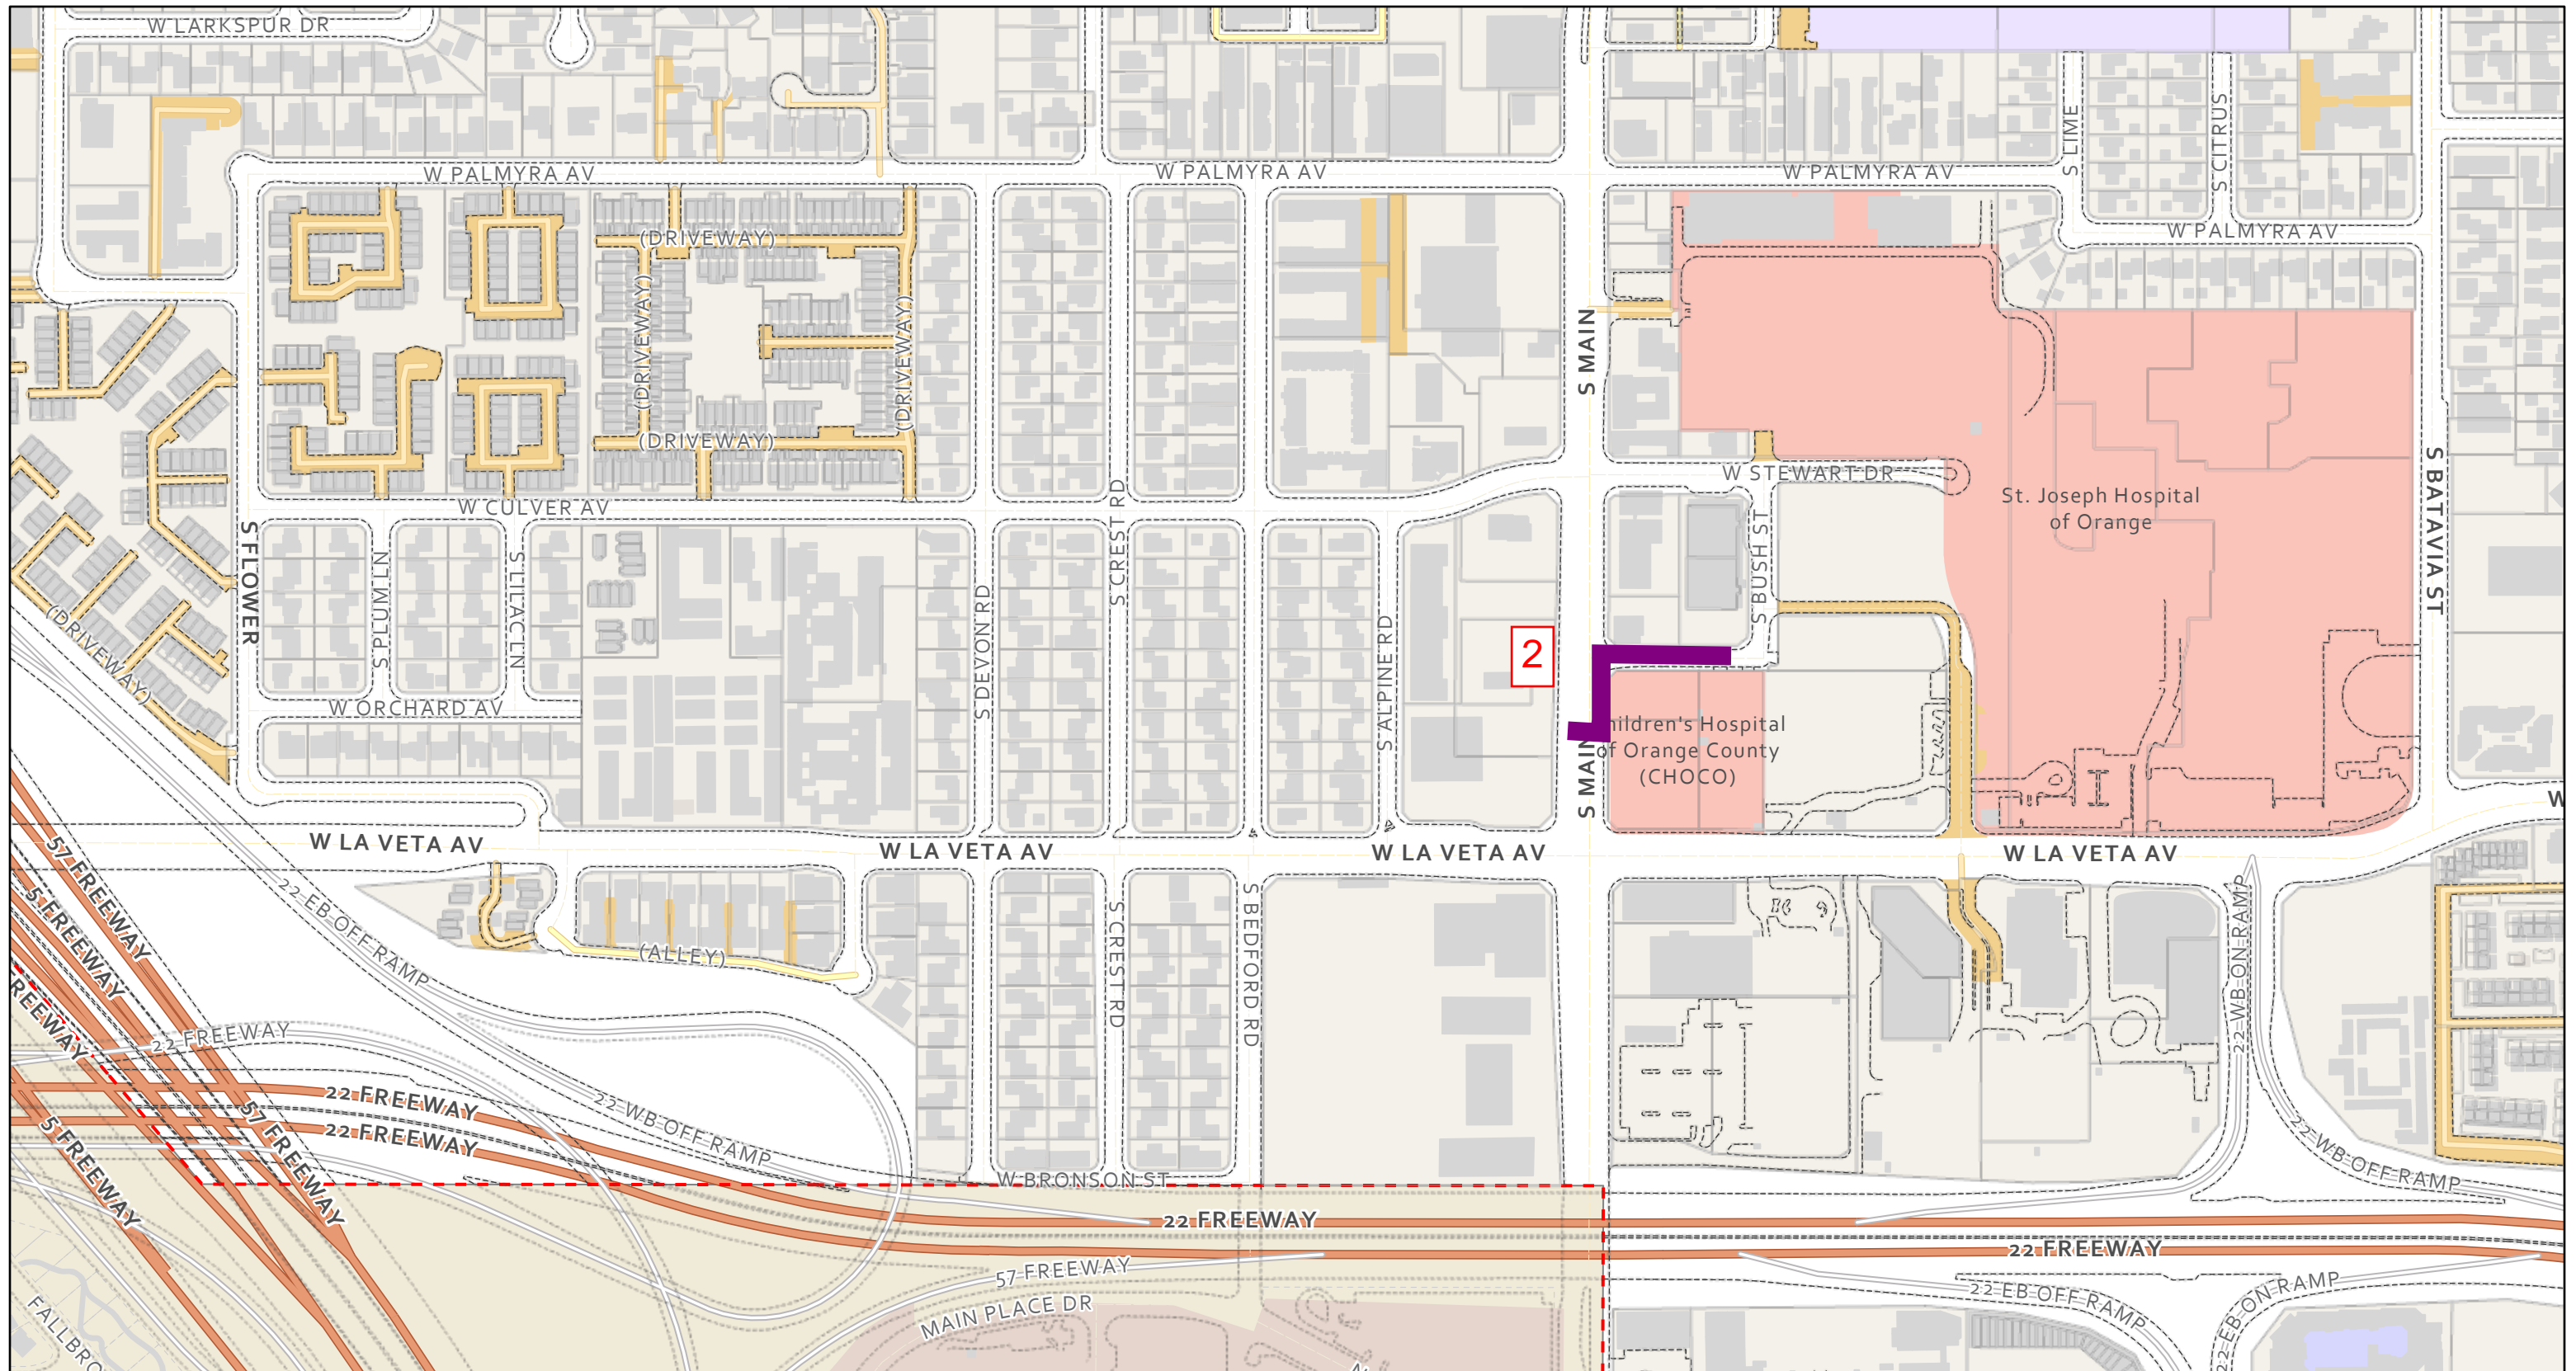 W LARKSPUR DR
W PALMYRA AV
W PALMYRA AV
W PALMYRA AV
S LIME
S CITRUS
W PALMYRA AV
(DRIVEWAY)
(DRIVEWAY)
(DRIVEWAY)
(DRIVEWAY)
S MAIN
W STEWART DR
St. Joseph Hospital
of Orange
S BATAVIA ST
W CULVER AV
S FLOWER
S PLUM LN
S LILAC LN
S DEVON RD
S CREST RD
S ALPINE RD
S BUSH ST
(DRIVEWAY)
2
W ORCHARD AV
S MAIN
hildren's Hospital
of Orange County
(CHOCO)
W
W LA VETA AV
W LA VETA AV
W LA VETA AV
W LA VETA AV
57 FREEWAY
5 FREEWAY
REEWAY
22 EB OFF RAMP
(ALLEY)
S CREST RD
S BEDFORD RD
22 WB ON RAMP
22 FREEWAY
22 FREEWAY
22 FREEWAY
22 WB OFF RAMP
57 FREEWAY
5 FREEWAY
W BRONSON ST
22 WB OFF RAMP
22 FREEWAY
22 FREEWAY
57 FREEWAY
MAIN PLACE DR
22 EB OFF RAMP
22 EB ON RAMP
FALLBRO